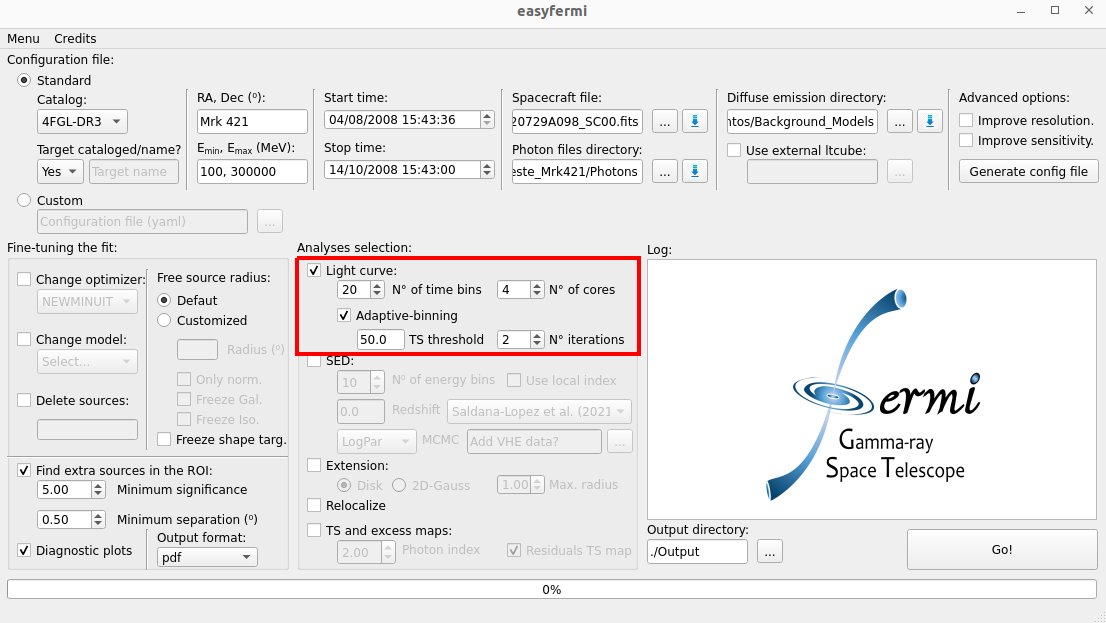 easyfermi
Menu Credits
Configuration file:
Standard
Catalog:
4FGL-DR3
Target cataloged/name?
Yes Target name
RA, Dec (º):
Mrk 421
Emin, Emax (MeV):
100, 300000
Start time:
04/08/2008 15:43:36
Stop time:
14/10/2008 15:43:00
Spacecraft file:
20729A098_SC00.fits ...
Photon files directory:
este_Mrk421/Photons ...
Diffuse emission directory:
ntos/Background_Models ...
Use external ltcube:
...
Advanced options:
Improve resolution.
Improve sensitivity.
Generate config file
Custom
Configuration file (yaml) ...
Fine-tuning the fit:
Change optimizer:
NEWMINUIT
Change model:
Select...
Delete sources:
Free source radius:
Defaut
Customized
Radius (º)
Only norm.
Freeze Gal.
Freeze Iso.
Freeze shape targ.
Find extra sources in the ROI:
5.00 Minimum significance
0.50 Minimum separation (º)
Diagnostic plots
Output format:
pdf
Analyses selection:
Light curve:
20 N° of time bins 4 N° of cores
Adaptive-binning
50.0 TS threshold 2 N° iterations
SED:
10 Nº of energy bins Use local index
0.0 Redshift Saldana-Lopez et al. (2021
LogPar MCMC Add VHE data? ...
Extension:
Disk 2D-Gauss 1.00 Max. radius
Relocalize
TS and excess maps:
2.00 Photon index Residuals TS map
Log:
Fermi
Gamma-ray
Space Telescope
Output directory:
./Output ...
Go!
0%